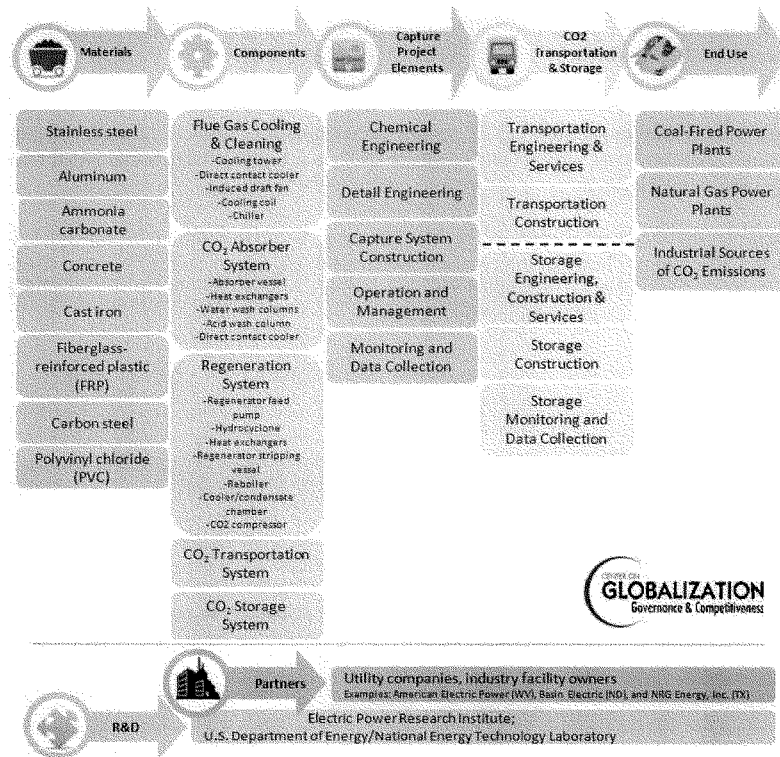 Materials
Components
Capture
Project
Elements
CO2
Transportation
& Storage
End Use
Stainless steel
Aluminum
Ammonia
carbonate
Concrete
Cast iron
Fiberglass-
reinforced plastic
(FRP)
Carbon steel
Polyvinyl chloride
(PVC)
Flue Gas Cooling
& Cleaning
-Cooling tower
-Direct contact cooler
-Induced draft fan
-Cooling coil
-Chiller
CO₂ Absorber
System
-Absorber vessel
-Heat exchangers
-Water wash columns
-Acid wash column
-Direct contact cooler
Regeneration
System
-Regenerator feed
pump
-Hydrocyclone
-Heat exchangers
-Regenerator stripping
vessel
-Reboiler
-Cooler/condensate
chamber
-CO2 compressor
CO₂ Transportation
System
CO₂ Storage
System
Chemical
Engineering
Detail Engineering
Capture System
Construction
Operation and
Management
Monitoring and
Data Collection
Transportation
Engineering &
Services
Transportation
Construction
Storage
Engineering,
Construction &
Services
Storage
Construction
Storage
Monitoring and
Data Collection
Coal-Fired Power
Plants
Natural Gas Power
Plants
Industrial Sources
of CO₂ Emissions
CENTER ON
GLOBALIZATION
Governance & Competitiveness
Partners
Utility companies, industry facility owners
Examples: American Electric Power (WV), Basin Electric (ND), and NRG Energy, Inc. (TX)
R&D
Electric Power Research Institute;
U.S. Department of Energy/National Energy Technology Laboratory